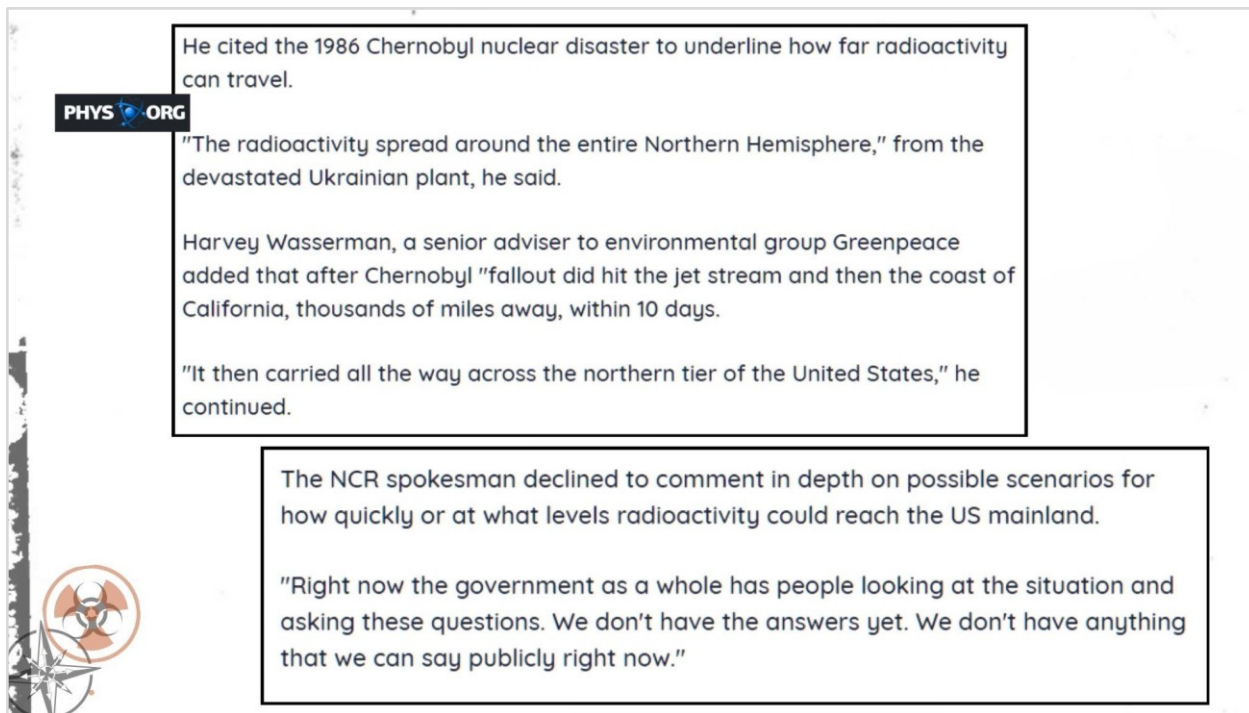 He cited the 1986 Chernobyl nuclear disaster to underline how far radioactivity
can travel.
PHYS ORG
"The radioactivity spread around the entire Northern Hemisphere," from the
devastated Ukrainian plant, he said.
Harvey Wasserman, a senior adviser to environmental group Greenpeace
added that after Chernobyl "fallout did hit the jet stream and then the coast of
California, thousands of miles away, within 10 days.
"It then carried all the way across the northern tier of the United States," he
continued.
The NCR spokesman declined to comment in depth on possible scenarios for
how quickly or at what levels radioactivity could reach the US mainland.
"Right now the government as a whole has people looking at the situation and
asking these questions. We don't have the answers yet. We don't have anything
that we can say publicly right now."